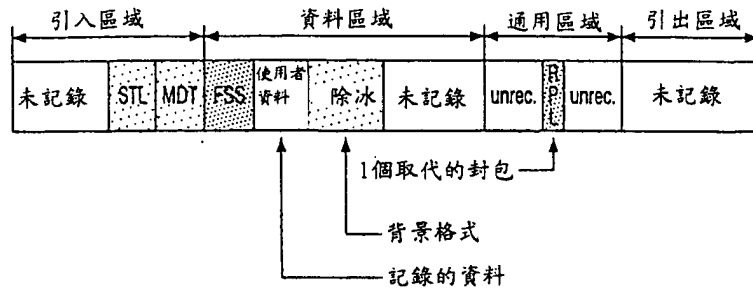 引入區域
資料區域
通用區域
引出區域
未記錄
STL
MDT
FSS
使用者
資料
除冰
未記錄
unrec.
RPL
unrec.
未記錄
1個取代的封包
背景格式
記錄的資料